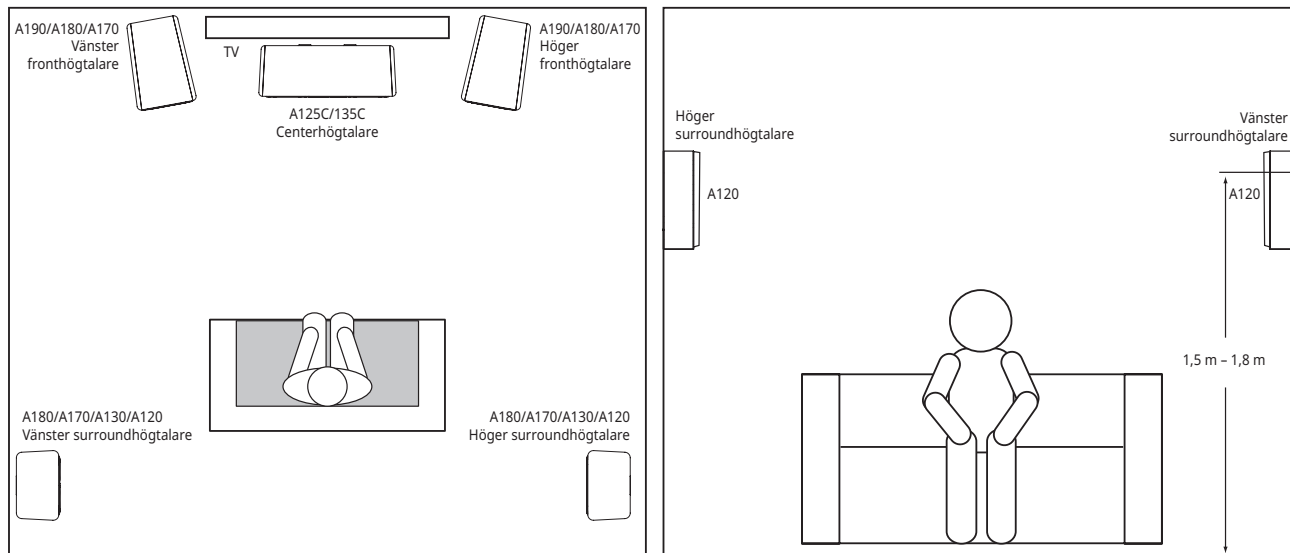 A190/A180/A170
Vänster
fronthögtalare
TV
A190/A180/A170
Höger
fronthögtalare
A125C/135C
Centerhögtalare
A180/A170/A130/A120
Vänster surroundhögtalare
A180/A170/A130/A120
Höger surroundhögtalare
Höger
surroundhögtalare
A120
Vänster
surroundhögtalare
A120
1,5 m – 1,8 m